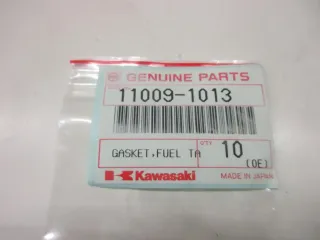 GENUINE PARTS
11009-1013
GASKET,FUEL TA
QTY 10
(OE)
Kawasaki
MADE IN JAPAN